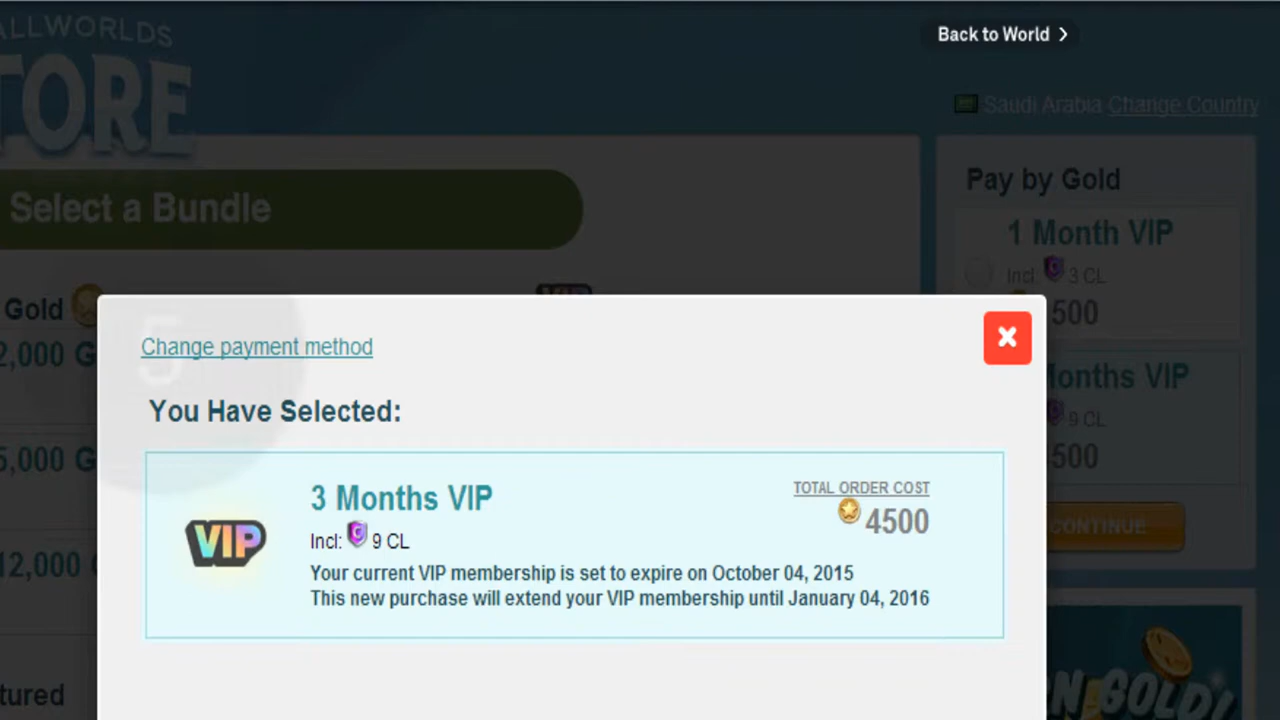 ALLWORLDS
TORE
Back to World
Saudi Arabia Change Country
Select a Bundle
Pay by Gold
1 Month VIP
Incl: 3 CL
500
Gold
2,000 G
Months VIP
9 CL
500
5,000 G
CONTINUE
12,000
5
Change payment method
You Have Selected:
VIP
3 Months VIP
Incl: 9 CL
TOTAL ORDER COST
4500
Your current VIP membership is set to expire on October 04, 2015
This new purchase will extend your VIP membership until January 04, 2016
tured
N GOLD!